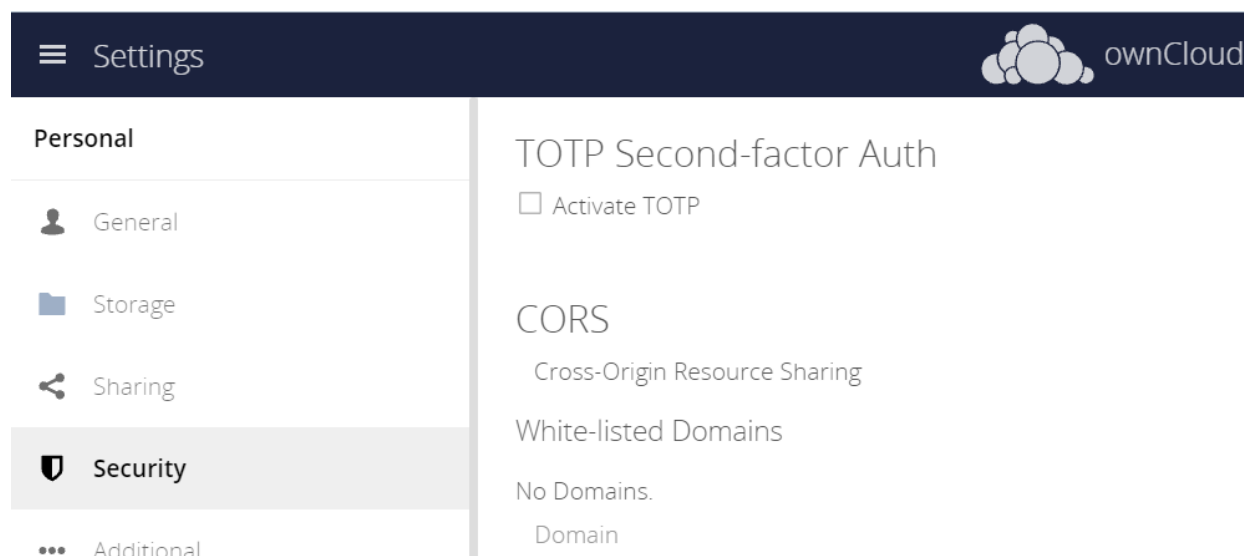 Settings
ownCloud
Personal
General
Storage
Sharing
Security
Additional
TOTP Second-factor Auth
Activate TOTP
CORS
Cross-Origin Resource Sharing
White-listed Domains
No Domains.
Domain